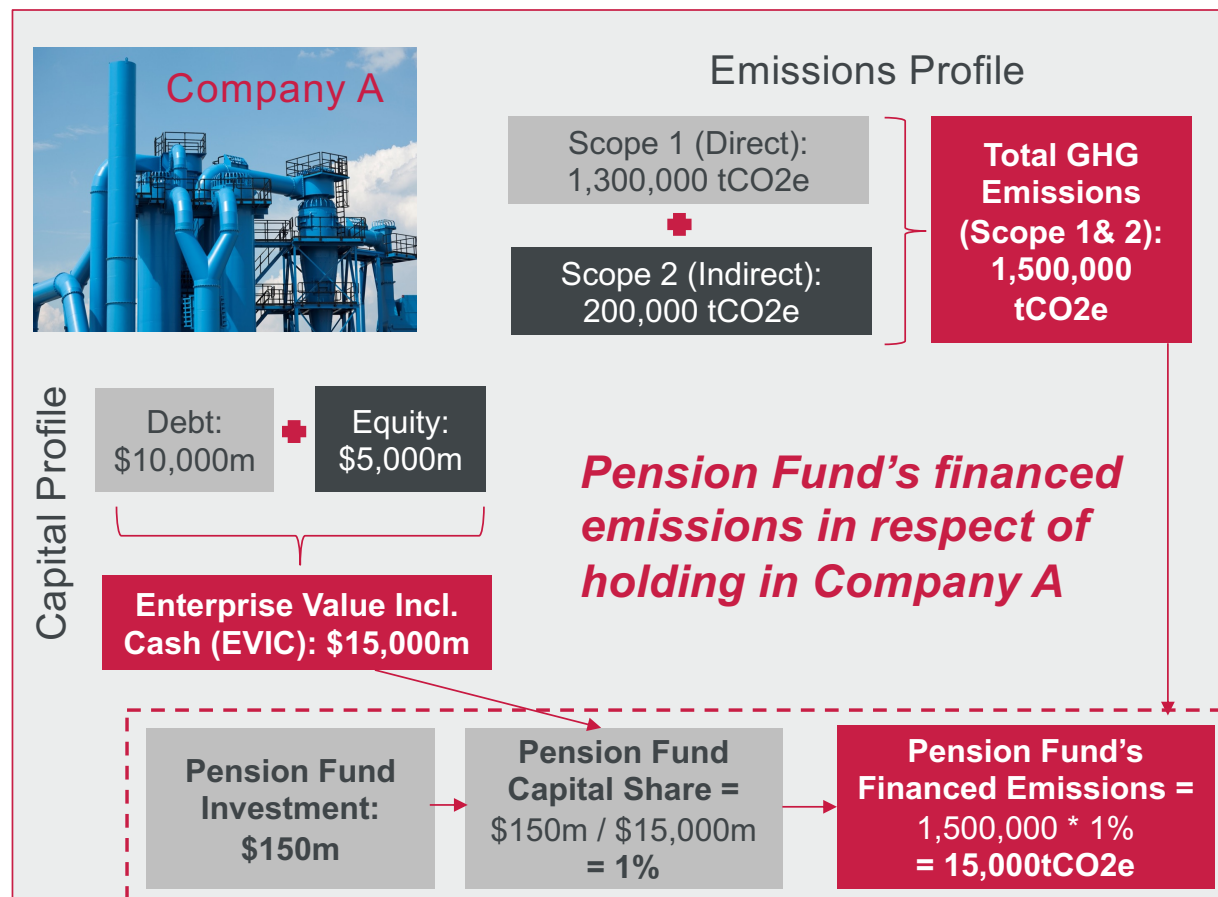 Company A
Emissions Profile
Scope 1 (Direct):
1,300,000 tCO2e
Scope 2 (Indirect):
200,000 tCO2e
Total GHG
Emissions
(Scope 1& 2):
1,500,000
tCO2e
Capital Profile
Debt:
$10,000m
Equity:
$5,000m
Enterprise Value Incl.
Cash (EVIC): $15,000m
Pension Fund’s financed
emissions in respect of
holding in Company A
Pension Fund
Investment:
$150m
Pension Fund
Capital Share =
$150m / $15,000m
= 1%
Pension Fund’s
Financed Emissions =
1,500,000 * 1%
= 15,000tCO2e